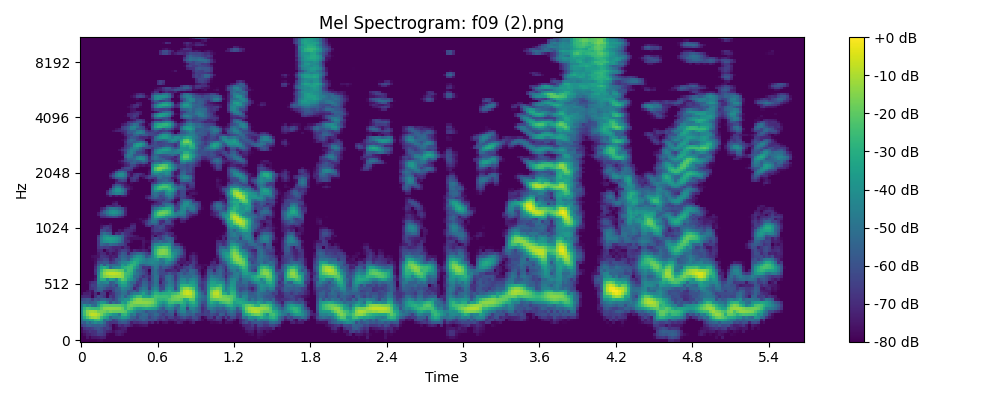 Mel Spectrogram: f09 (2).png
+0 dB
8192
-10 dB
4096
-20 dB
-30 dB
2048
Hz
-40 dB
1024
-50 dB
-60 dB
512
-70 dB
0
-80 dB
0 0.6 1.2 1.8 2.4 3 3.6 4.2 4.8 5.4
Time